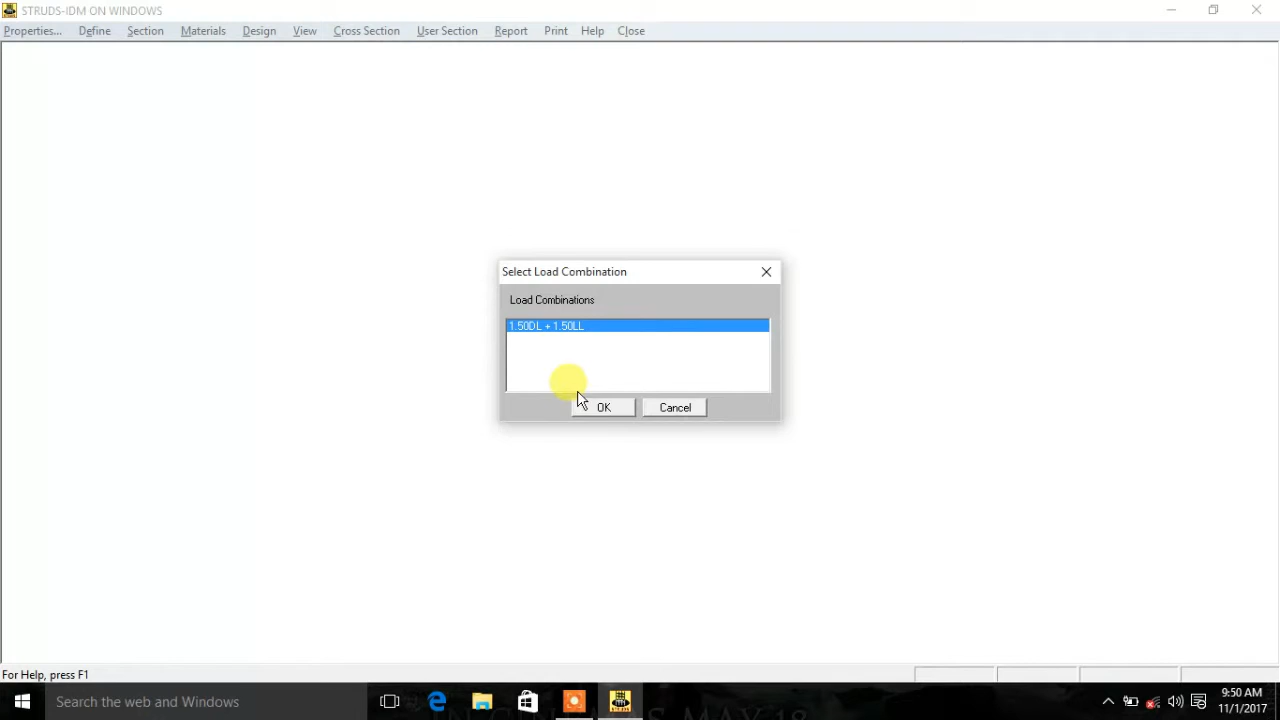 STRUDS-IDM ON WINDOWS
Properties... Define Section Materials Design View Cross Section User Section Report Print Help Close
Select Load Combination
Load Combinations
1.50DL + 1.50LL
OK Cancel
For Help, press F1
Search the web and Windows
9:50 AM
11/1/2017